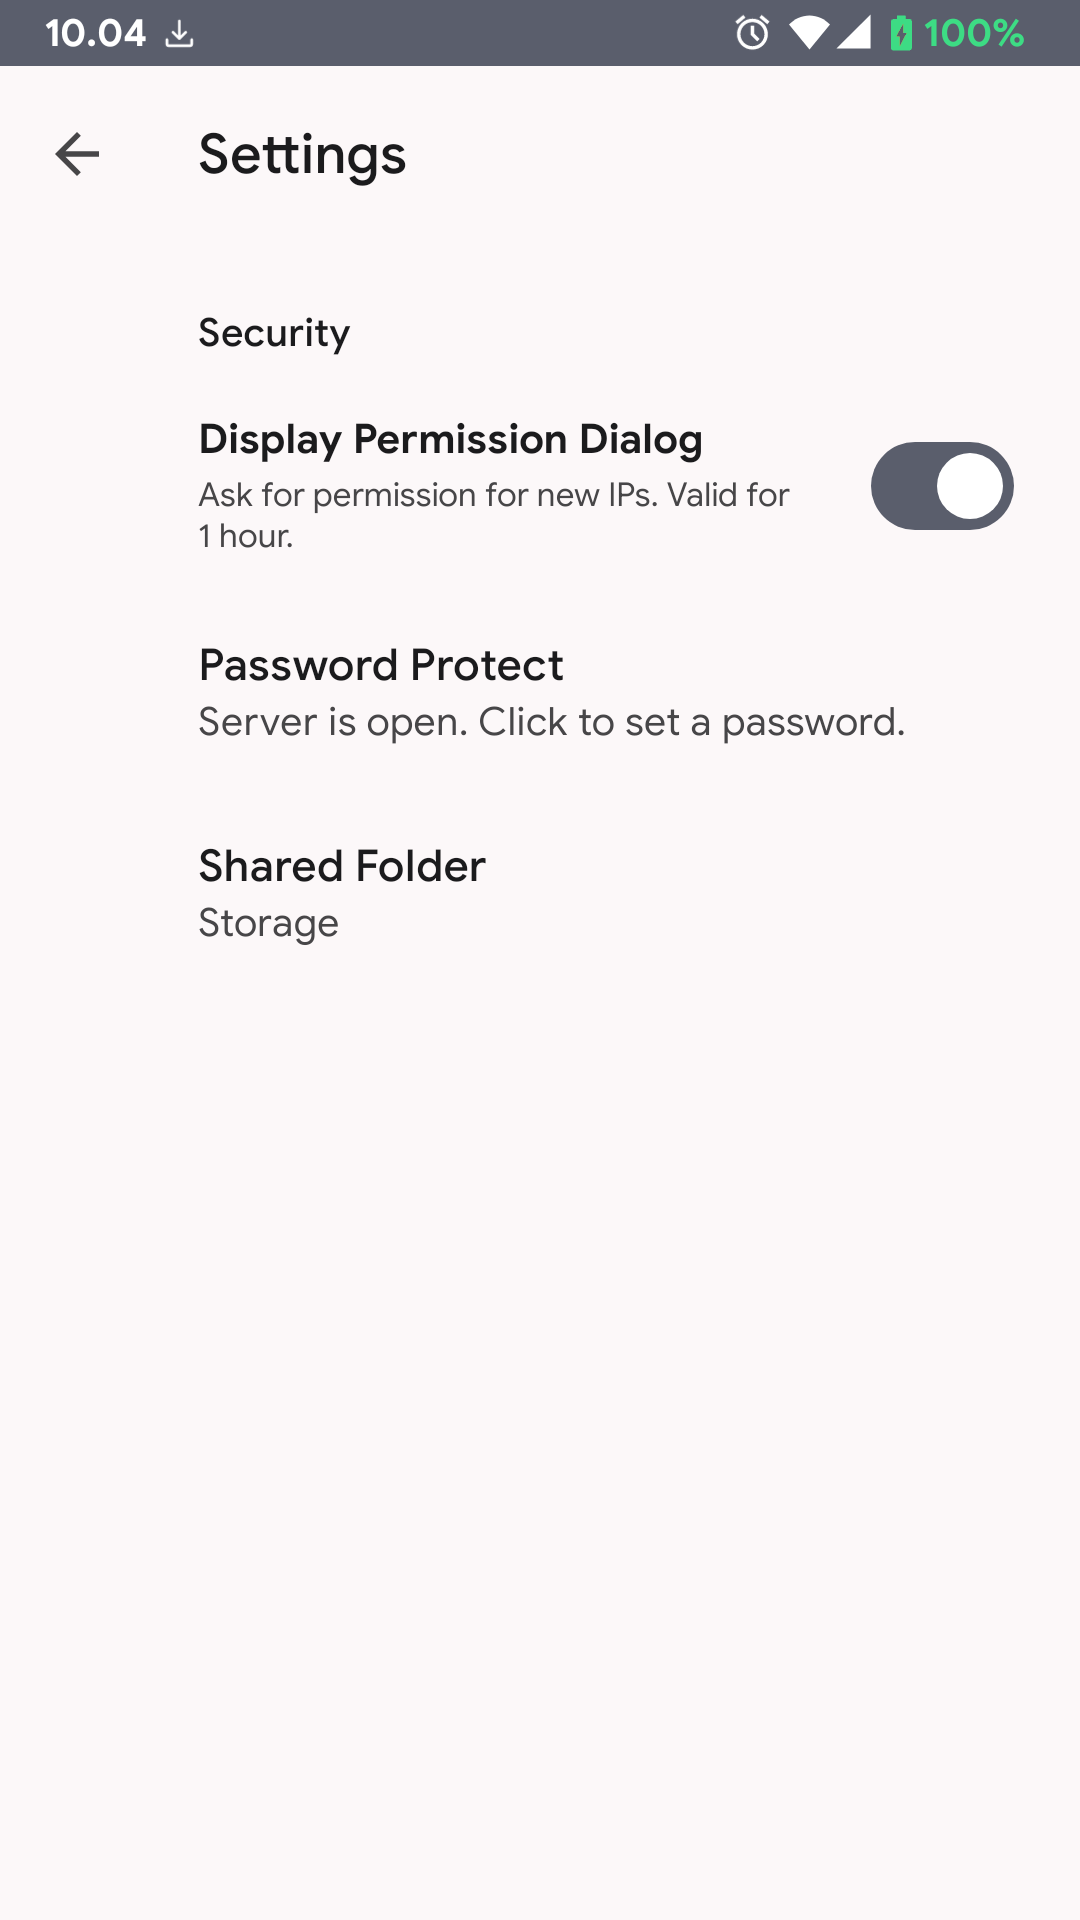 10.04
100%
Settings
Security
Display Permission Dialog
Ask for permission for new IPs. Valid for
1 hour.
Password Protect
Server is open. Click to set a password.
Shared Folder
Storage